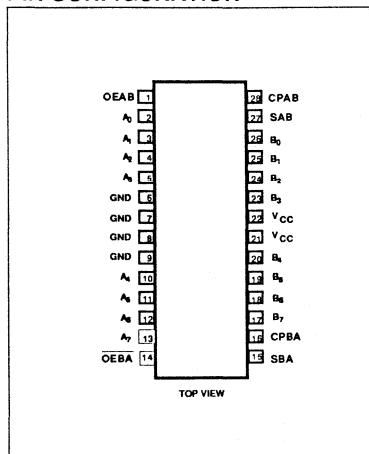 OEAB 1 28 CPAB
A₀ 2 27 SAB
A₁ 3 26 B₀
A₂ 4 25 B₁
A₃ 5 24 B₂
GND 6 23 B₃
GND 7 22 VCC
GND 8 21 VCC
GND 9 20 B₄
A₄ 10 19 B₅
A₅ 11 18 B₆
A₆ 12 17 B₇
A₇ 13 16 CPBA
O̅E̅B̅A̅ 14 15 SBA
TOP VIEW